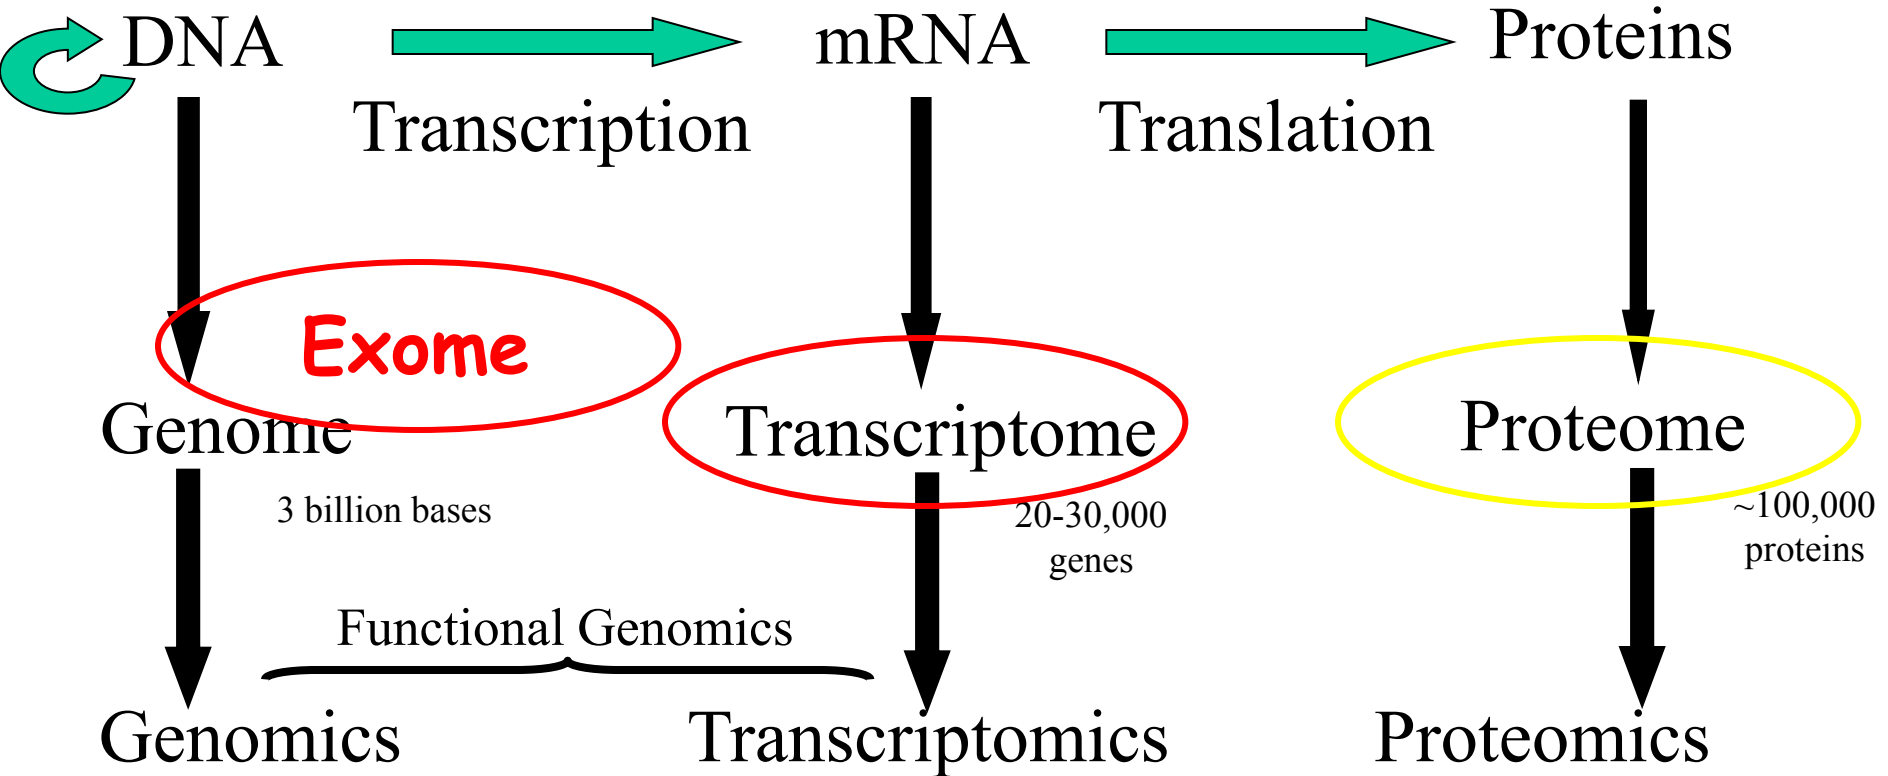 DNA
mRNA
Proteins
Transcription
Translation
Exome
Genome
Transcriptome
Proteome
3 billion bases
20-30,000
genes
~100,000
proteins
Functional Genomics
Genomics
Transcriptomics
Proteomics